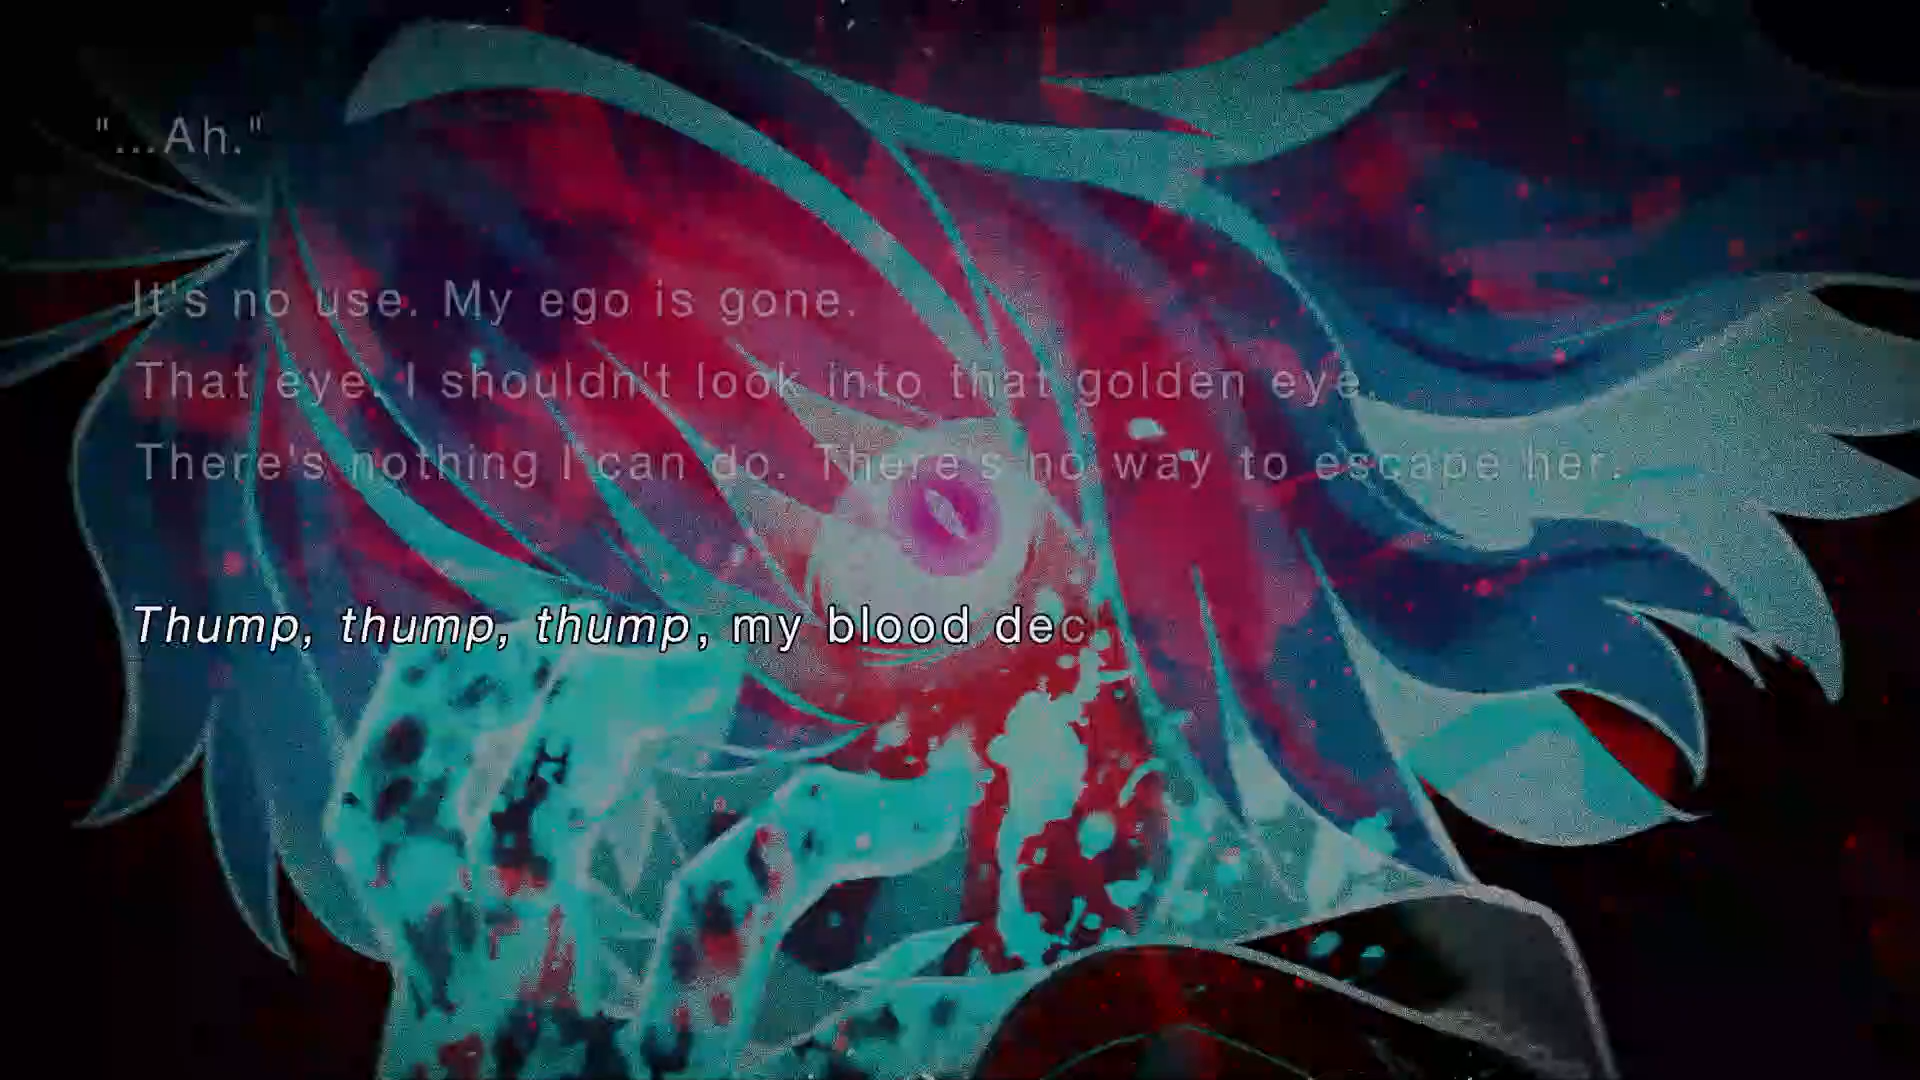 "...Ah."
It's no use. My ego is gone.
That eye. I shouldn't look into that golden eye.
There's nothing I can do. There's no way to escape her.
Thump, thump, thump, my blood dec